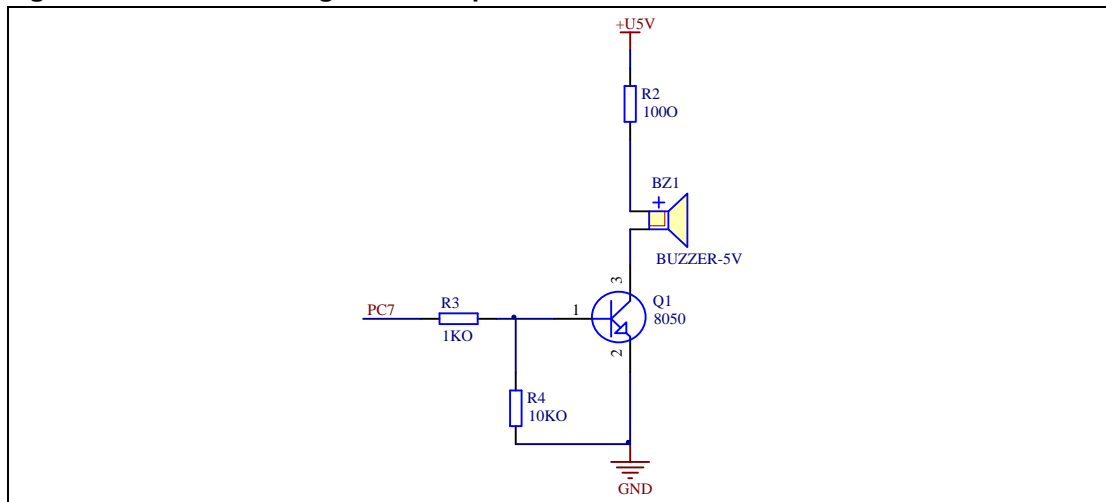 +U5V
R2
100O
BZ1
+
BUZZER-5V
3
Q1
8050
PC7
R3
1KO
1
2
R4
10KO
GND